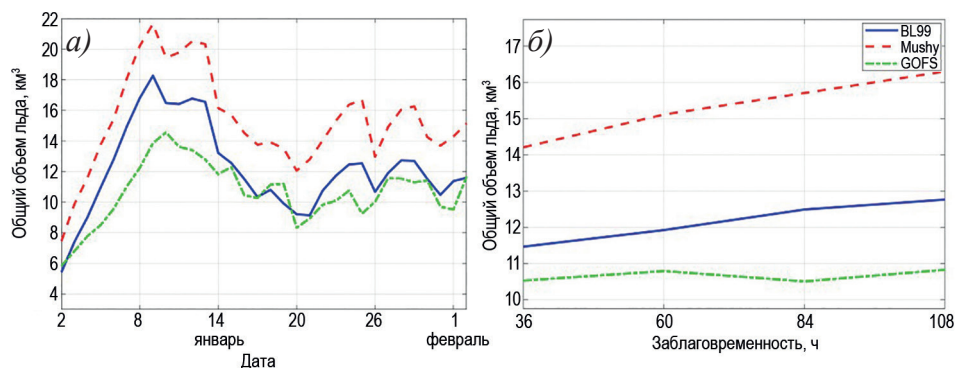 а)
Общий объем льда, км³
22
20
18
16
14
12
10
8
6
4
2
8
14
20
26
1
январь
февраль
Дата
б)
BL99
Mushy
GOFS
Общий объем льда, км³
17
16
15
14
13
12
11
10
36
60
84
108
Заблаговременность, ч